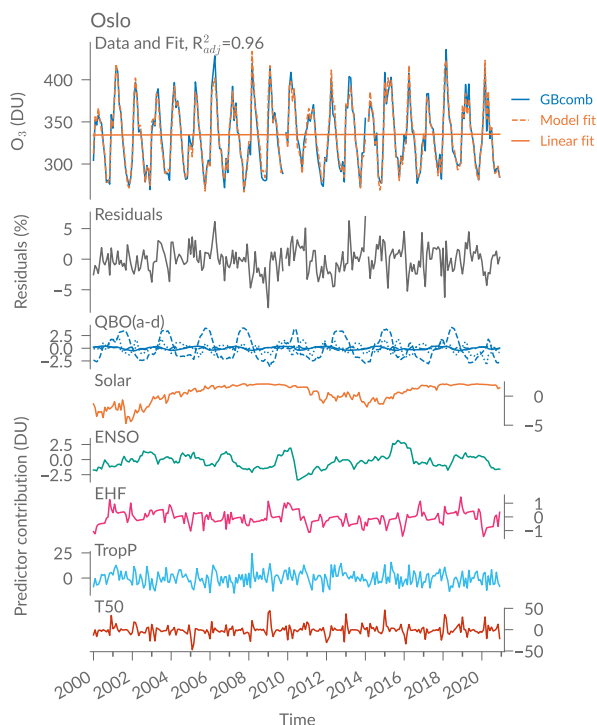 Oslo
Data and Fit, R²adj=0.96
O₃ (DU)
400
350
300
GBcomb
Model fit
Linear fit
Residuals
Residuals (%)
5
0
−5
QBO(a-d)
2.5
0.0
−2.5
Solar
0
−5
Predictor contribution (DU)
ENSO
2.5
0.0
−2.5
EHF
1
0
−1
TropP
25
0
T50
50
0
−50
2000 2002 2004 2006 2008 2010 2012 2014 2016 2018 2020
Time